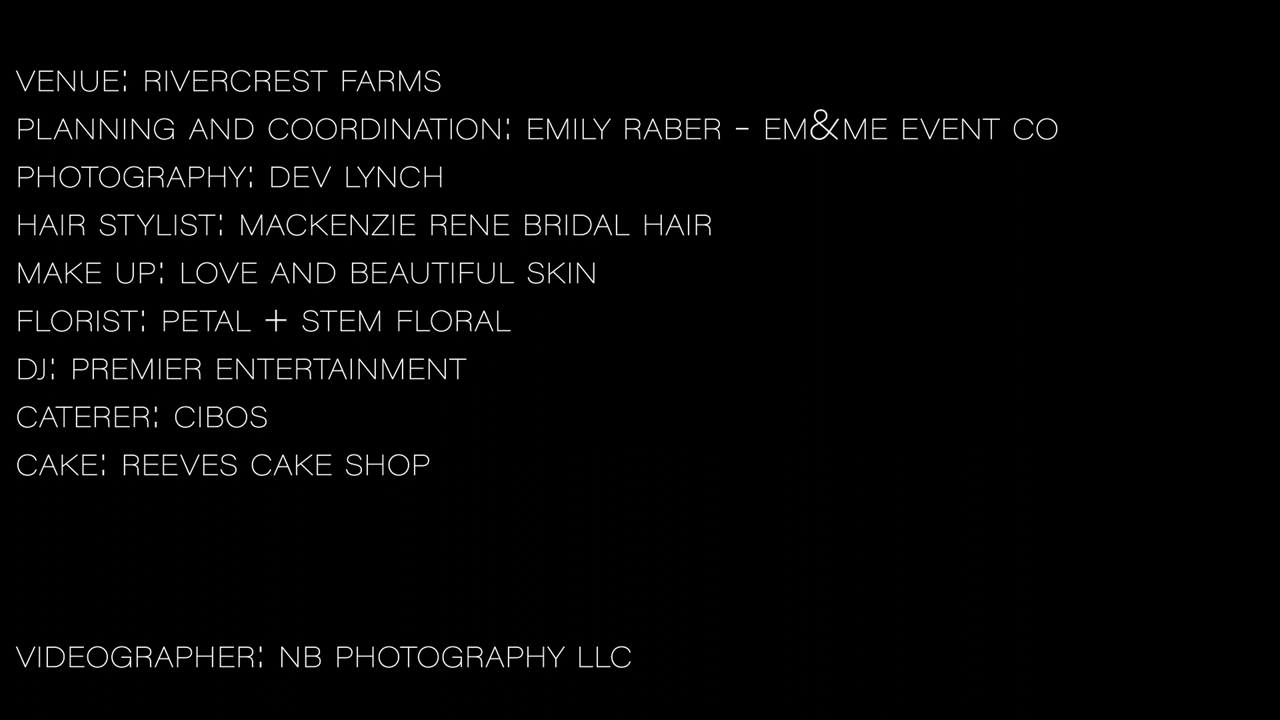 VENUE: RIVERCREST FARMS
PLANNING AND COORDINATION: EMILY RABER - EM&ME EVENT CO
PHOTOGRAPHY: DEV LYNCH
HAIR STYLIST: MACKENZIE RENE BRIDAL HAIR
MAKE UP: LOVE AND BEAUTIFUL SKIN
FLORIST: PETAL + STEM FLORAL
DJ: PREMIER ENTERTAINMENT
CATERER: CIBOS
CAKE: REEVES CAKE SHOP
VIDEOGRAPHER: NB PHOTOGRAPHY LLC